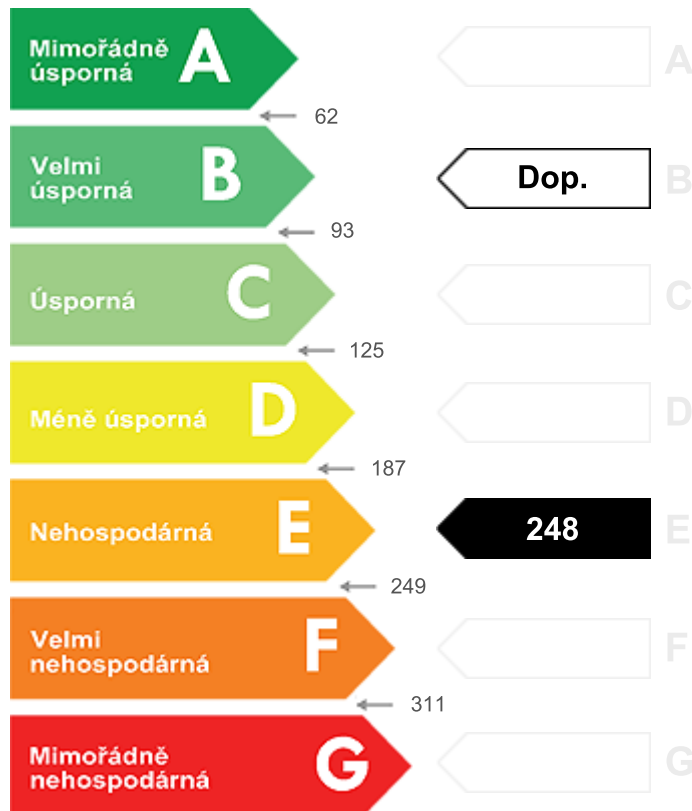 Mimořádně
úsporná
A
A
62
Velmi
úsporná
B
Dop.
B
93
Úsporná
C
C
125
Méně úsporná
D
D
187
Nehospodárná
E
248
E
249
Velmi
nehospodárná
F
F
311
Mimořádně
nehospodárná
G
G